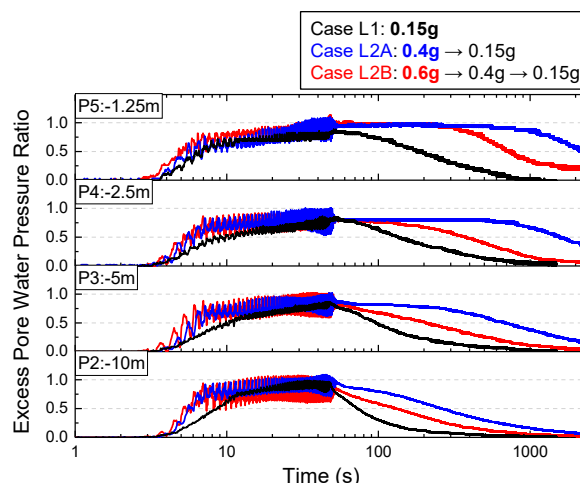 Case L1: 0.15g
Case L2A: 0.4g → 0.15g
Case L2B: 0.6g → 0.4g → 0.15g
Excess Pore Water Pressure Ratio
P5:-1.25m
1.0
0.5
0.0
P4:-2.5m
1.0
0.5
0.0
P3:-5m
1.0
0.5
0.0
P2:-10m
1.0
0.5
0.0
1 10 100 1000
Time (s)